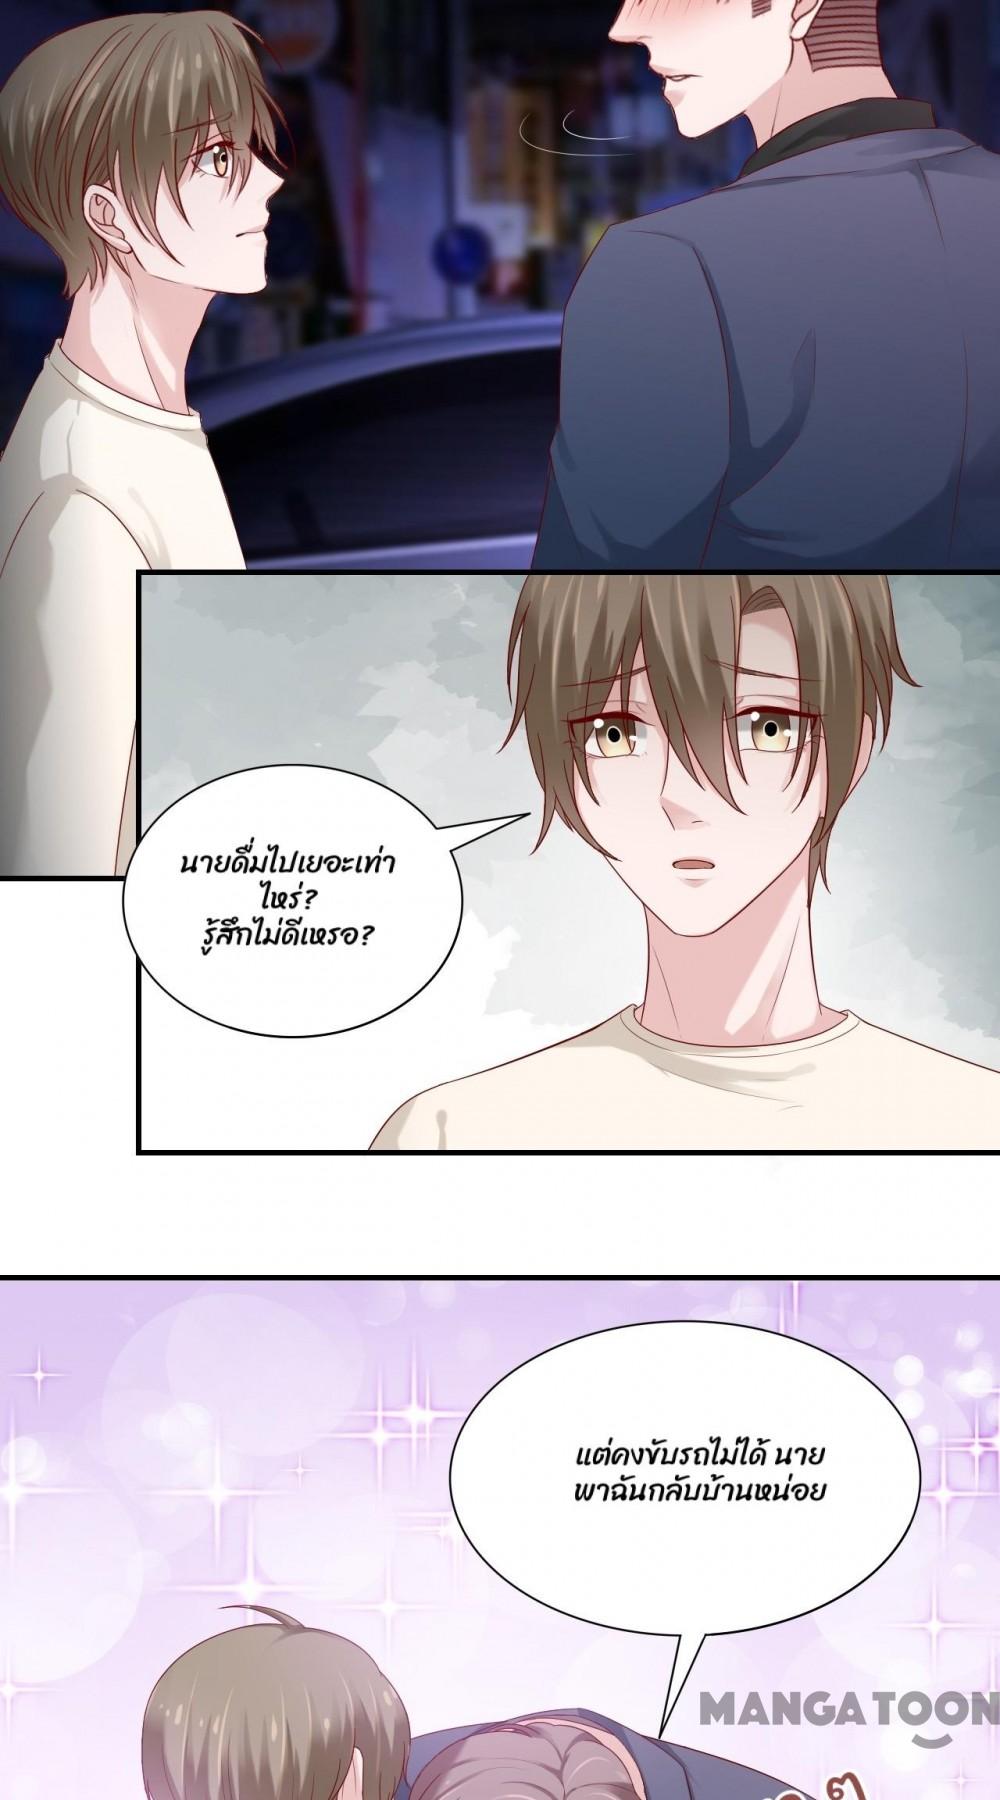 นายดื่มไปเยอะเท่า
ไหร่?
รู้สึกไม่ดีเหรอ?
แต่คงขับรถไม่ได้ นาย
พาฉันกลับบ้านหน่อย
MANGATOON